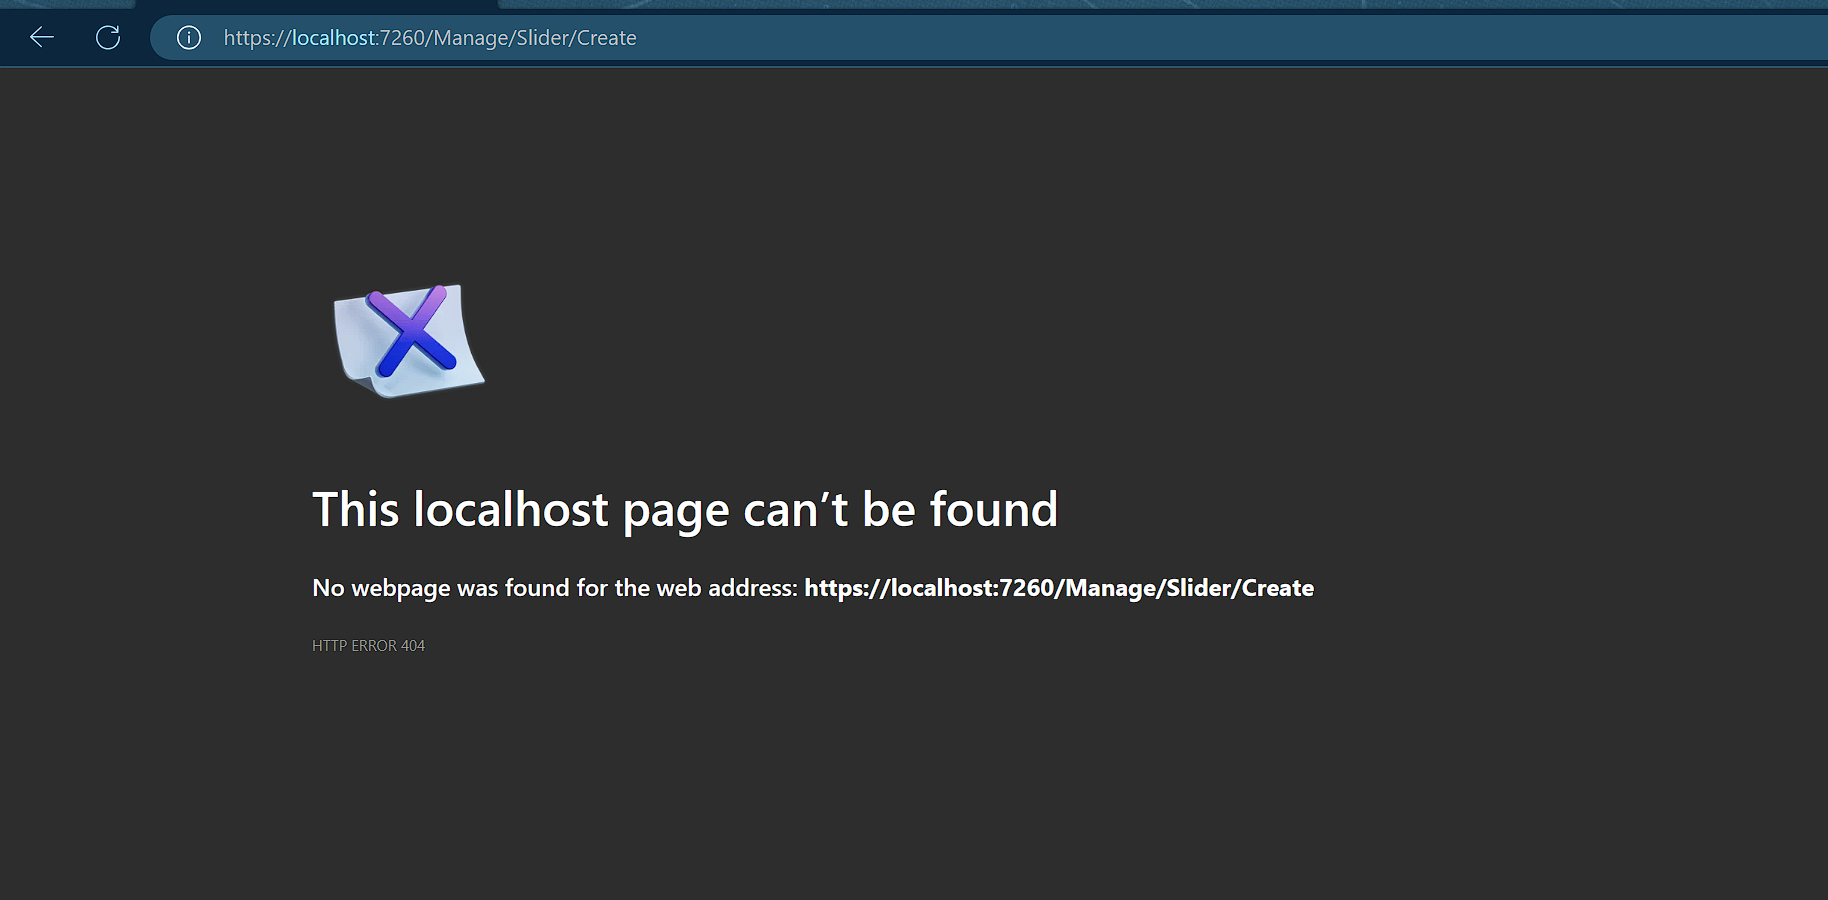 https://localhost:7260/Manage/Slider/Create
This localhost page can’t be found
No webpage was found for the web address: https://localhost:7260/Manage/Slider/Create
HTTP ERROR 404